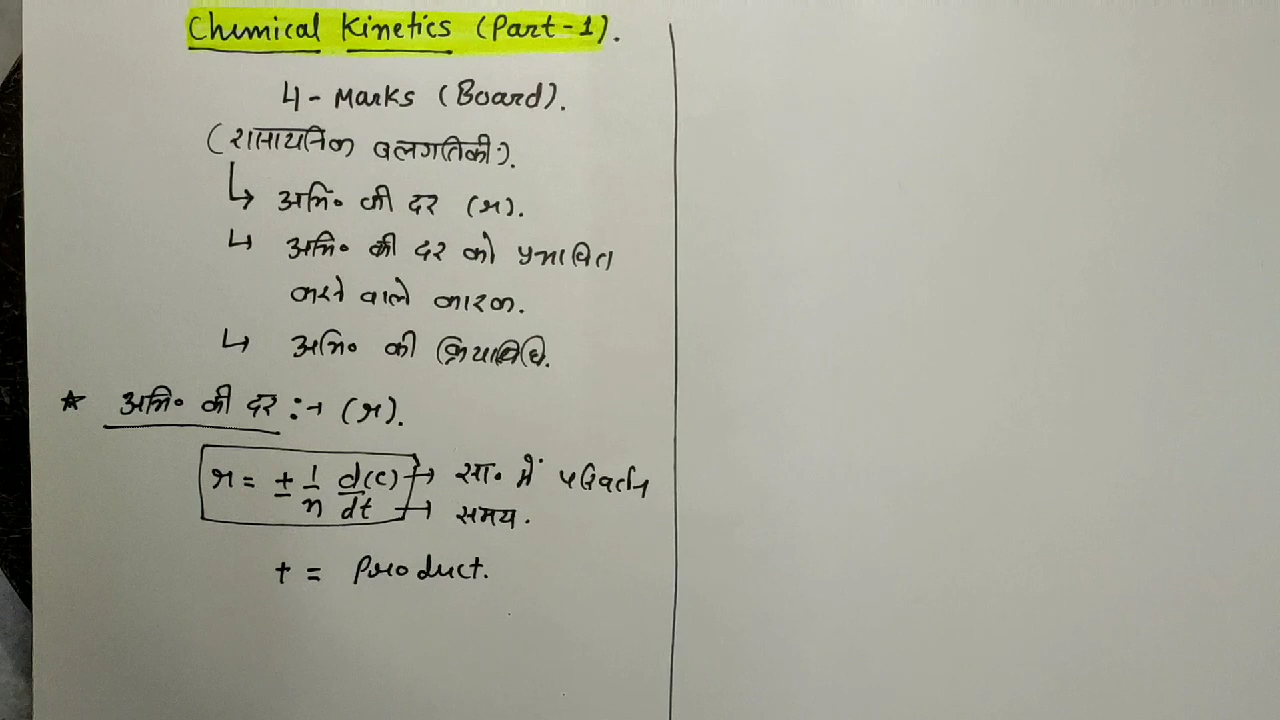 Chemical Kinetics (Part-1).
4 - Marks (Board).
(रासायनिक बलगतिकी).
↳ अभि० की दर (r).
↳ अभि० की दर को प्रभावित
करने वाले कारक.
↳ अभि० की क्रियाविधि.
* अभि० की दर :→ (r).
r = ± 1/n d(c)/dt → सा० में परिवर्तन
→ समय.
+ = Product.